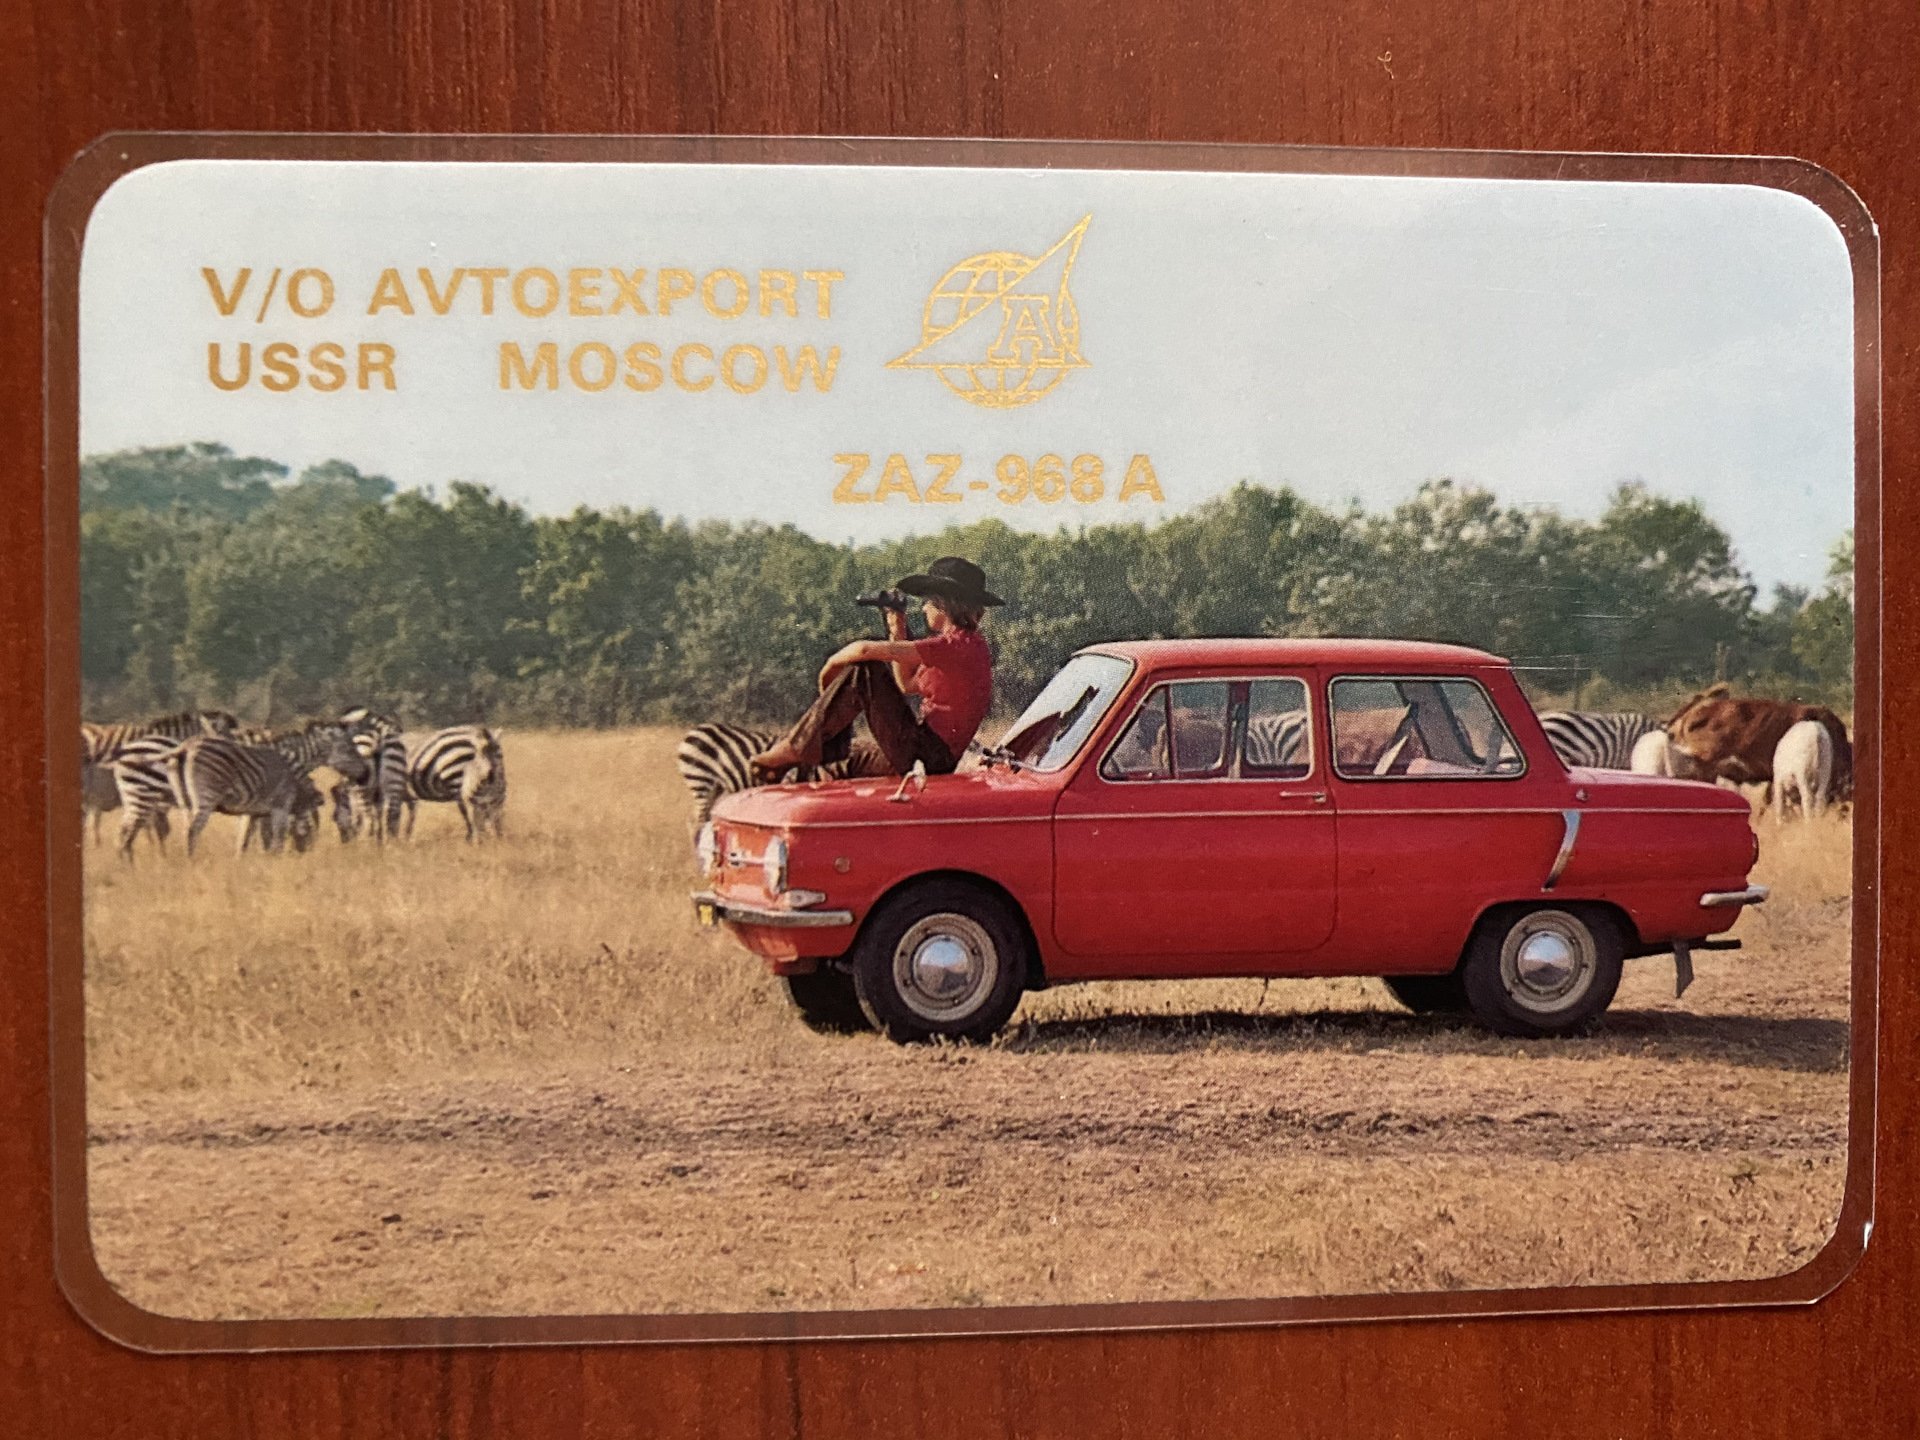 V/O AVTOEXPORT
USSR MOSCOW
A
ZAZ-968 A